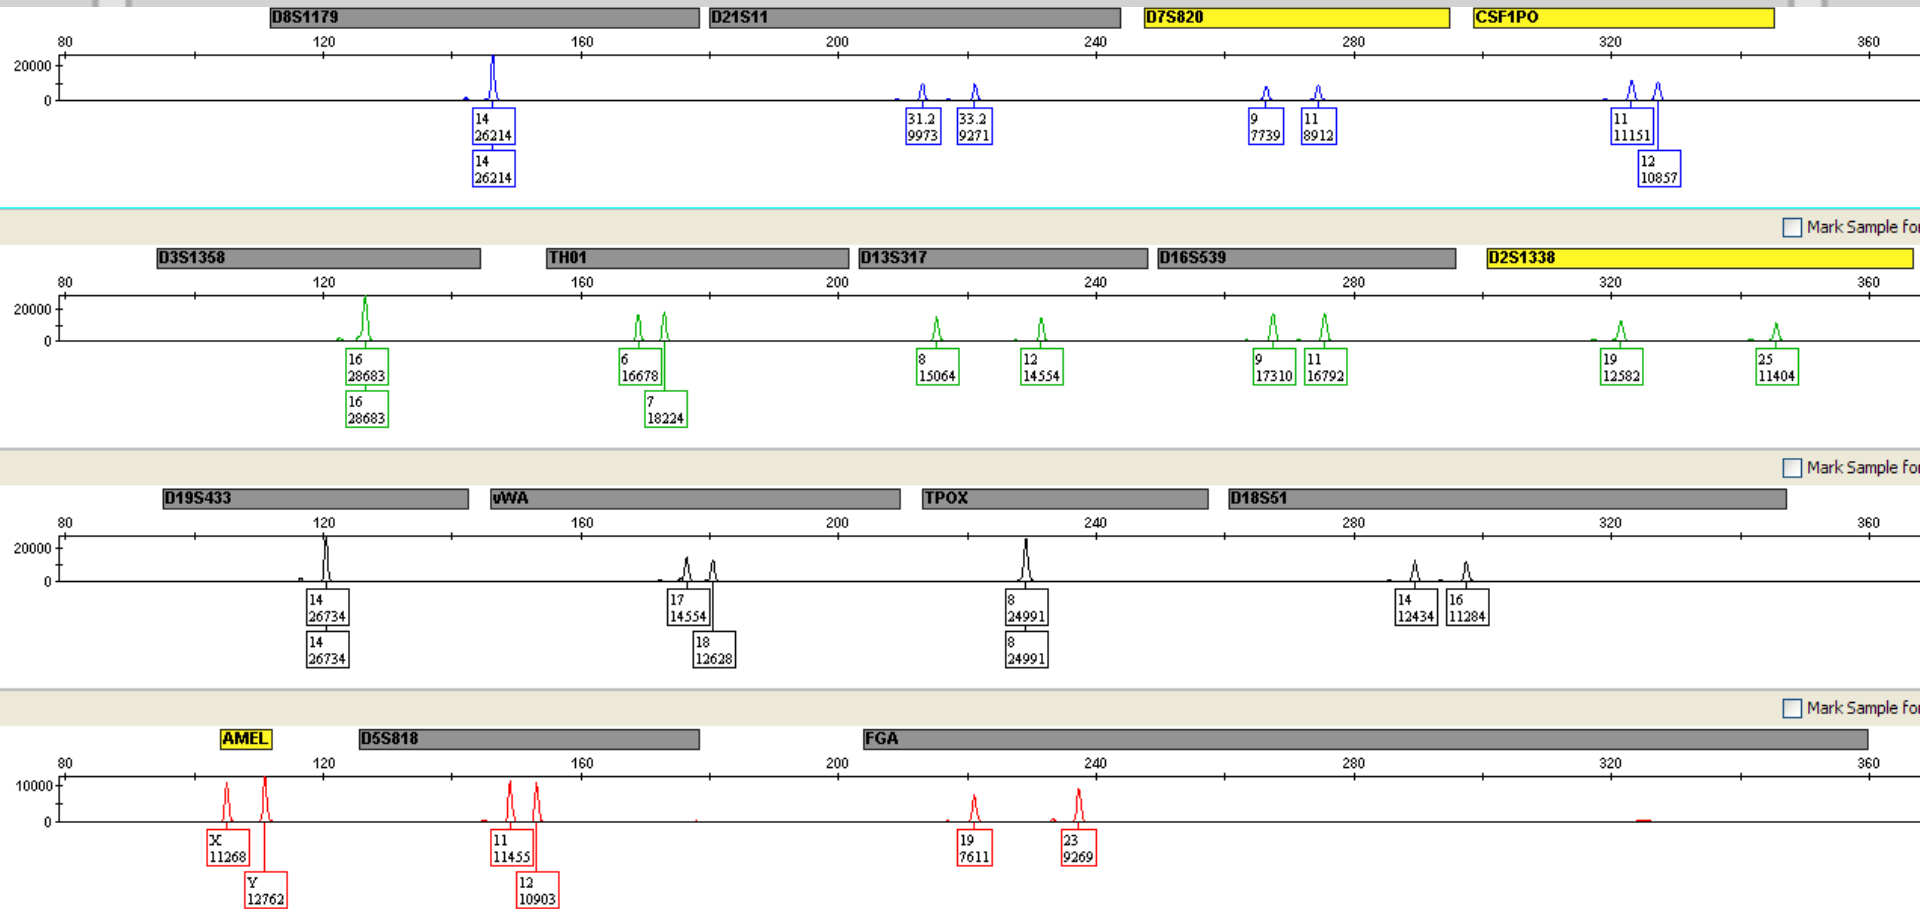 D8S1179 D21S11 D7S820 CSF1PO
80 120 160 200 240 280 320 360
20000
0
14 31.2 33.2 9 11 11
26214 9973 9271 7739 8912 11151
14 12
26214 10857
Mark Sample for
D3S1358 TH01 D13S317 D16S539 D2S1338
80 120 160 200 240 280 320 360
20000
0
16 6 8 12 9 11 19 25
28683 16678 15064 14554 17310 16792 12582 11404
16 7
28683 18224
Mark Sample for
D19S433 vWA TPOX D18S51
80 120 160 200 240 280 320 360
20000
0
14 17 8 14 16
26734 14554 24991 12434 11284
14 18 8
26734 12628 24991
Mark Sample for
AMEL D5S818 FGA
80 120 160 200 240 280 320 360
10000
0
X 11 19 23
11268 11455 7611 9269
Y 12
12762 10903